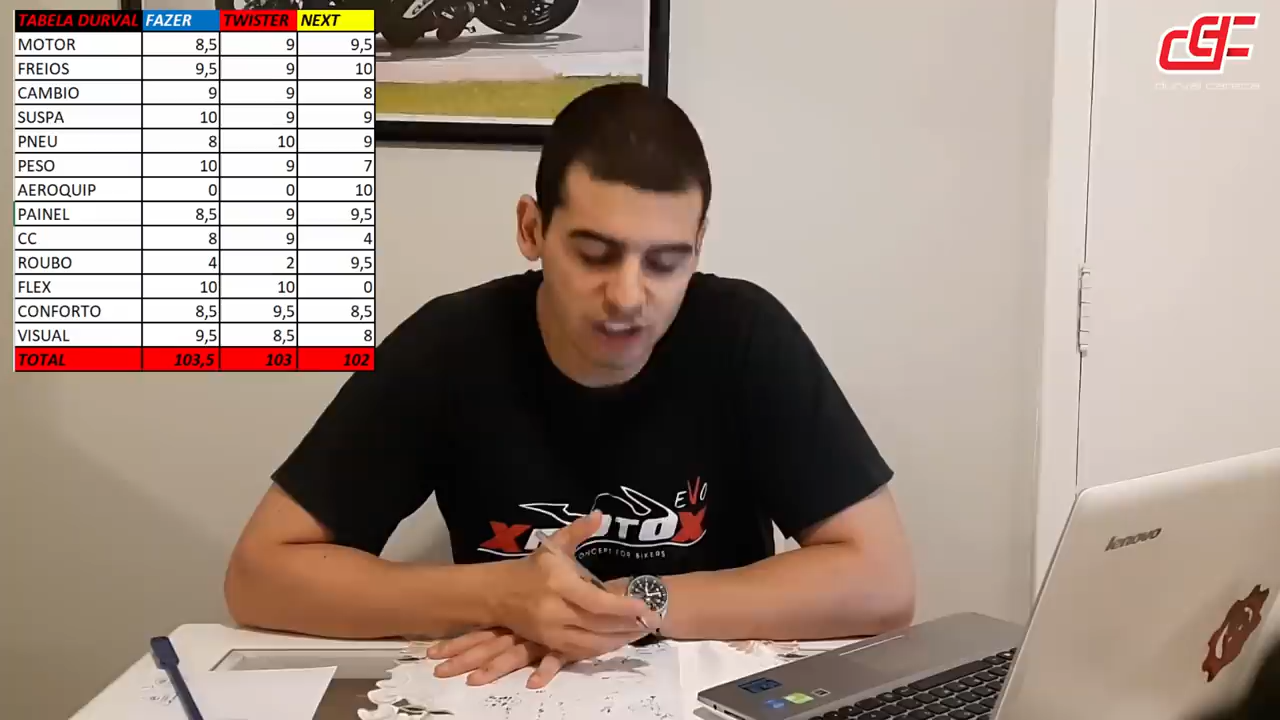 TABELA DURVAL FAZER TWISTER NEXT
MOTOR 8,5 9 9,5
FREIOS 9,5 9 10
CAMBIO 9 9 8
SUSPA 10 9 9
PNEU 8 10 9
PESO 10 9 7
AEROQUIP 0 0 10
PAINEL 8,5 9 9,5
CC 8 9 4
ROUBO 4 2 9,5
FLEX 10 10 0
CONFORTO 8,5 9,5 8,5
VISUAL 9,5 8,5 8
TOTAL 103,5 103 102
durval careca
EVO
XMOTOX
CONCEPT FOR BIKERS
lenovo